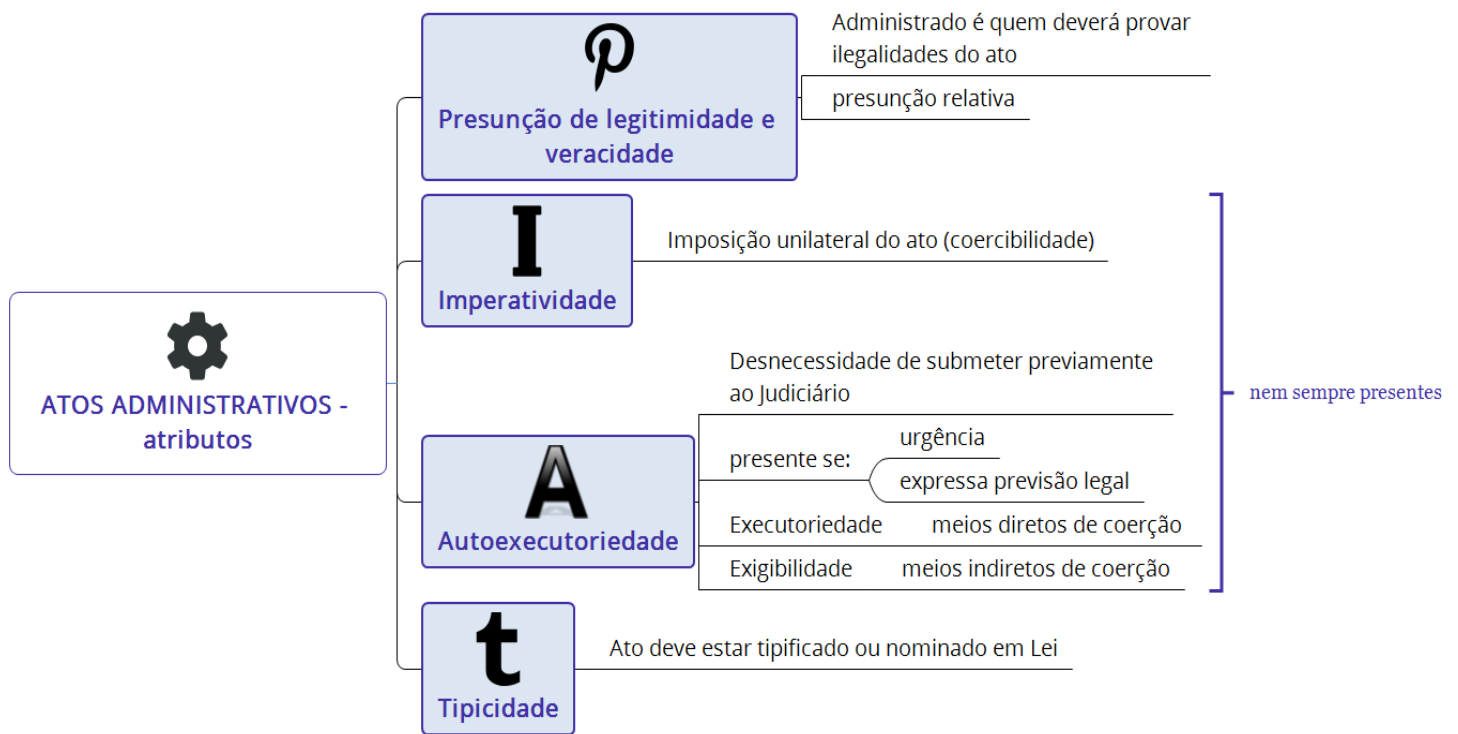 ATOS ADMINISTRATIVOS -
atributos
P
Presunção de legitimidade e
veracidade
Administrado é quem deverá provar
ilegalidades do ato
presunção relativa
I
Imperatividade
Imposição unilateral do ato (coercibilidade)
A
Autoexecutoriedade
Desnecessidade de submeter previamente
ao Judiciário
presente se:
urgência
expressa previsão legal
Executoriedade meios diretos de coerção
Exigibilidade meios indiretos de coerção
nem sempre presentes
t
Tipicidade
Ato deve estar tipificado ou nominado em Lei